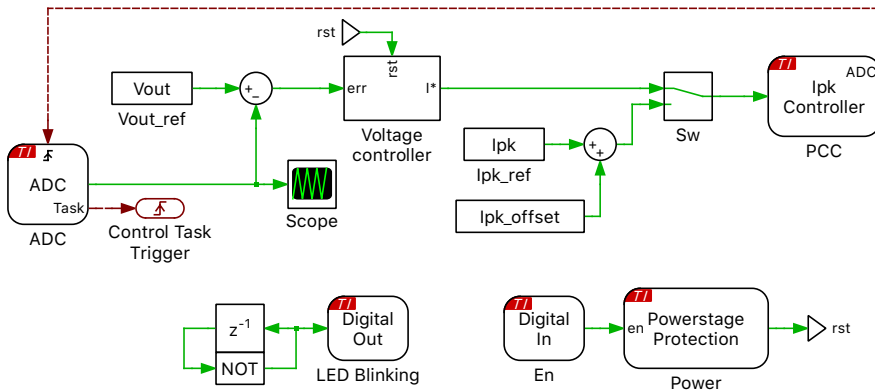 rst
TI
Ipk
Controller
ADC
PCC
Vout
Vout_ref
+
−
err
rst
I*
Voltage
controller
Sw
Ipk
Ipk_ref
+
+
Ipk_offset
TI
ADC
Task
ADC
Control Task
Trigger
Scope
z⁻¹
NOT
TI
Digital
Out
LED Blinking
TI
Digital
In
En
TI
en
Powerstage
Protection
Power
rst